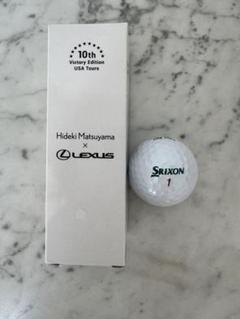 10th
Victory Edition
USA Tours
Hideki Matsuyama
×
LEXUS
SRIXON
1